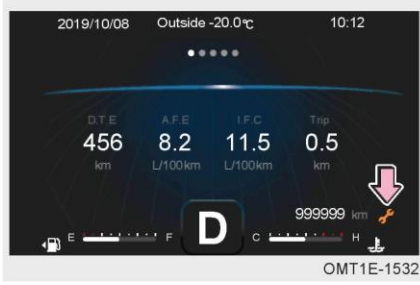 2019/10/08 Outside -20.0℃ 10:12
D.T.E A.F.E I.F.C Trip
456 8.2 11.5 0.5
km L/100km L/100km km
999999 km
E F D C H
OMT1E-1532